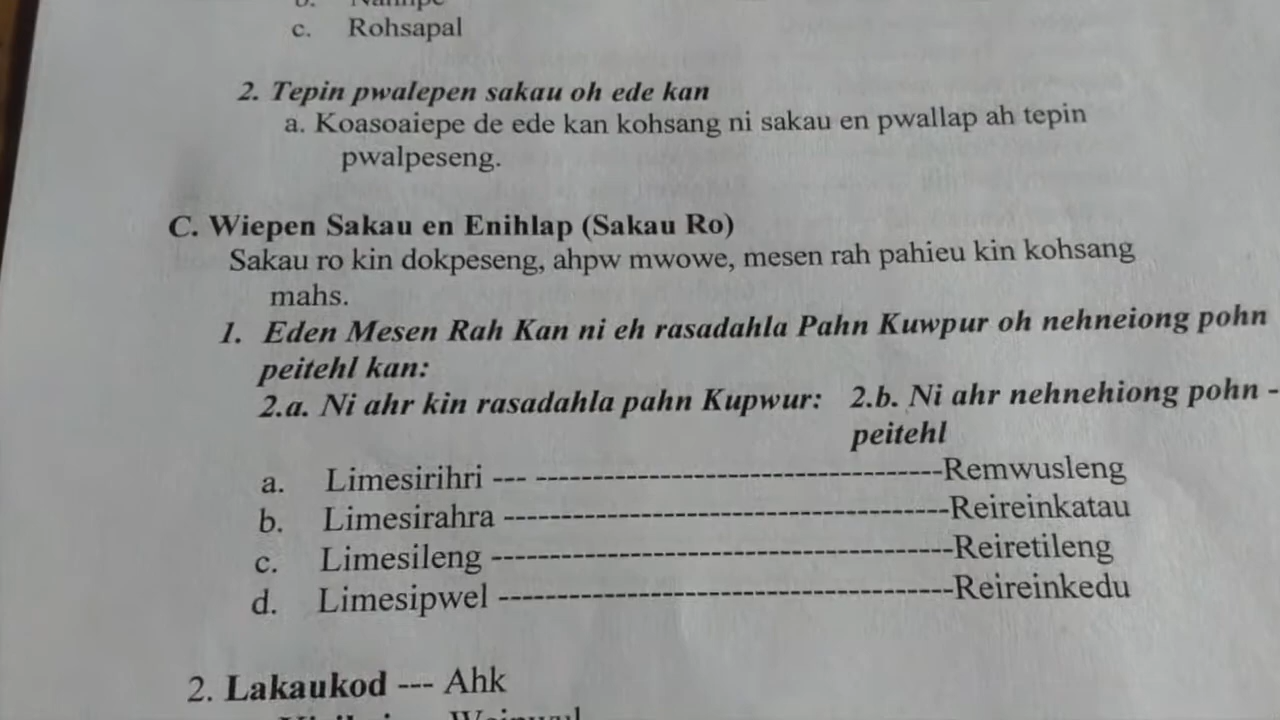 c. Rohsapal
2. Tepin pwalepen sakau oh ede kan
a. Koasoaiepe de ede kan kohsang ni sakau en pwallap ah tepin
pwalpeseng.
C. Wiepen Sakau en Enihlap (Sakau Ro)
Sakau ro kin dokpeseng, ahpw mwowe, mesen rah pahieu kin kohsang
mahs.
1. Eden Mesen Rah Kan ni eh rasadahla Pahn Kuwpur oh nehneiong pohn
peitehl kan:
2.a. Ni ahr kin rasadahla pahn Kupwur: 2.b. Ni ahr nehnehiong pohn -
peitehl
a. Limesirihri --- ------------------------------------Remwusleng
b. Limesirahra ---------------------------------------Reireinkatau
c. Limesileng ----------------------------------------Reiretileng
d. Limesipwel ----------------------------------------Reireinkedu
2. Lakaukod --- Ahk